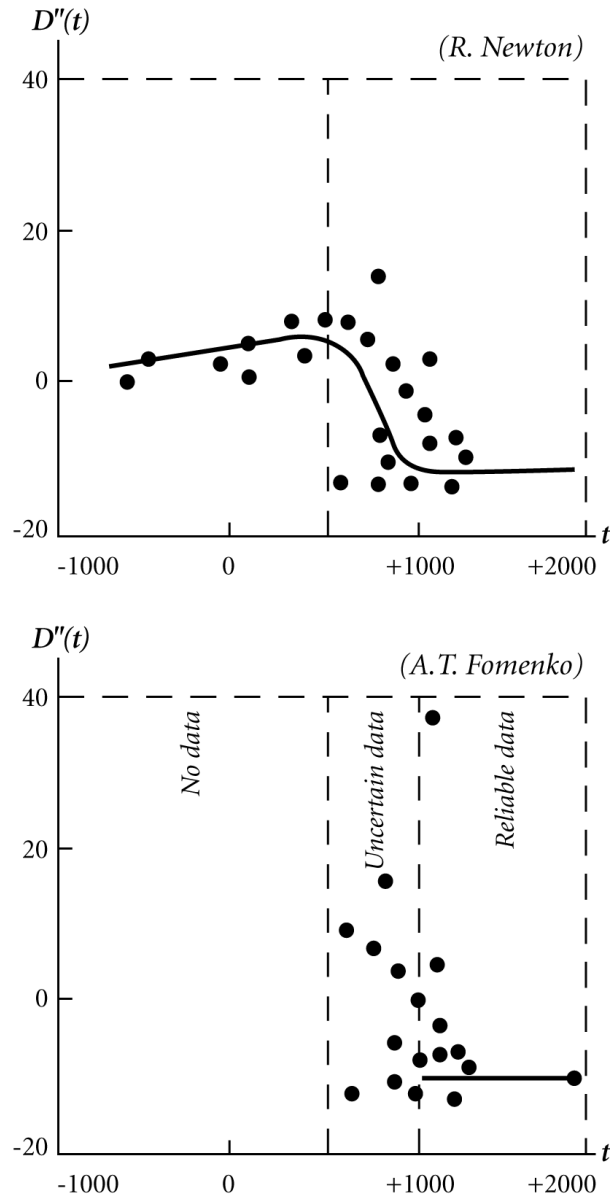 D"(t)
(R. Newton)
40
20
0
-20
t
-1000 0 +1000 +2000
D"(t)
(A.T. Fomenko)
40
No data
Uncertain data
Reliable data
20
0
-20
t
-1000 0 +1000 +2000